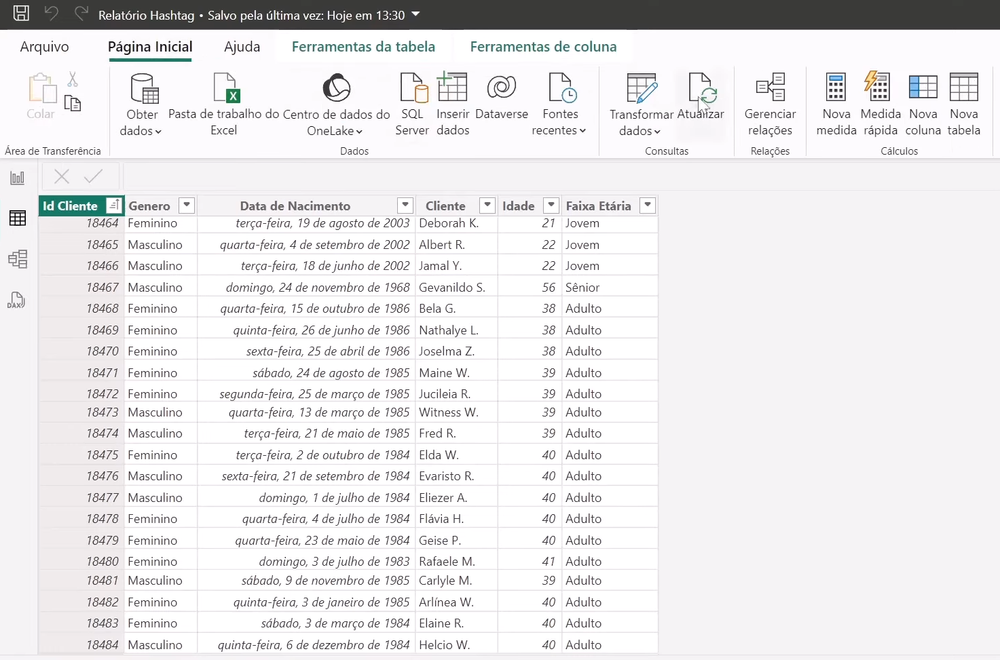 Relatório Hashtag • Salvo pela última vez: Hoje em 13:30
Arquivo Página Inicial Ajuda Ferramentas da tabela Ferramentas de coluna
Colar
Obter dados
Pasta de trabalho do Excel
Centro de dados do OneLake
SQL Server
Inserir dados
Dataverse
Fontes recentes
Transformar dados
Atualizar
Gerenciar relações
Nova medida
Medida rápida
Nova coluna
Nova tabela
Área de Transferência Dados Consultas Relações Cálculos
DAX
Id Cliente Genero Data de Nacimento Cliente Idade Faixa Etária
18464 Feminino terça-feira, 19 de agosto de 2003 Deborah K. 21 Jovem
18465 Masculino quarta-feira, 4 de setembro de 2002 Albert R. 22 Jovem
18466 Masculino terça-feira, 18 de junho de 2002 Jamal Y. 22 Jovem
18467 Masculino domingo, 24 de novembro de 1968 Gevanildo S. 56 Sênior
18468 Feminino quarta-feira, 15 de outubro de 1986 Bela G. 38 Adulto
18469 Feminino quinta-feira, 26 de junho de 1986 Nathalye L. 38 Adulto
18470 Feminino sexta-feira, 25 de abril de 1986 Joselma Z. 38 Adulto
18471 Feminino sábado, 24 de agosto de 1985 Maine W. 39 Adulto
18472 Feminino segunda-feira, 25 de março de 1985 Jucileia R. 39 Adulto
18473 Masculino quarta-feira, 13 de março de 1985 Witness W. 39 Adulto
18474 Masculino terça-feira, 21 de maio de 1985 Fred R. 39 Adulto
18475 Feminino terça-feira, 2 de outubro de 1984 Elda W. 40 Adulto
18476 Masculino sexta-feira, 21 de setembro de 1984 Evaristo R. 40 Adulto
18477 Masculino domingo, 1 de julho de 1984 Eliezer A. 40 Adulto
18478 Feminino quarta-feira, 4 de julho de 1984 Flávia H. 40 Adulto
18479 Feminino quarta-feira, 23 de maio de 1984 Geise P. 40 Adulto
18480 Feminino domingo, 3 de julho de 1983 Rafaele M. 41 Adulto
18481 Masculino sábado, 9 de novembro de 1985 Carlyle M. 39 Adulto
18482 Feminino quinta-feira, 3 de janeiro de 1985 Arlínea W. 40 Adulto
18483 Feminino sábado, 3 de março de 1984 Elaine R. 40 Adulto
18484 Masculino quinta-feira, 6 de dezembro de 1984 Helcio W. 40 Adulto